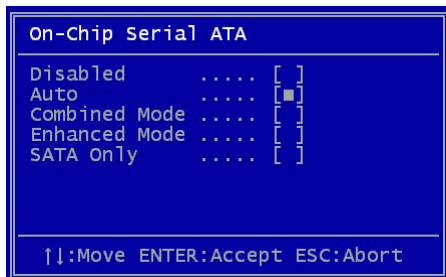 On-Chip Serial ATA
Disabled ..... [ ]
Auto ..... [■]
Combined Mode ..... [ ]
Enhanced Mode ..... [ ]
SATA Only ..... [ ]
↑↓:Move ENTER:Accept ESC:Abort